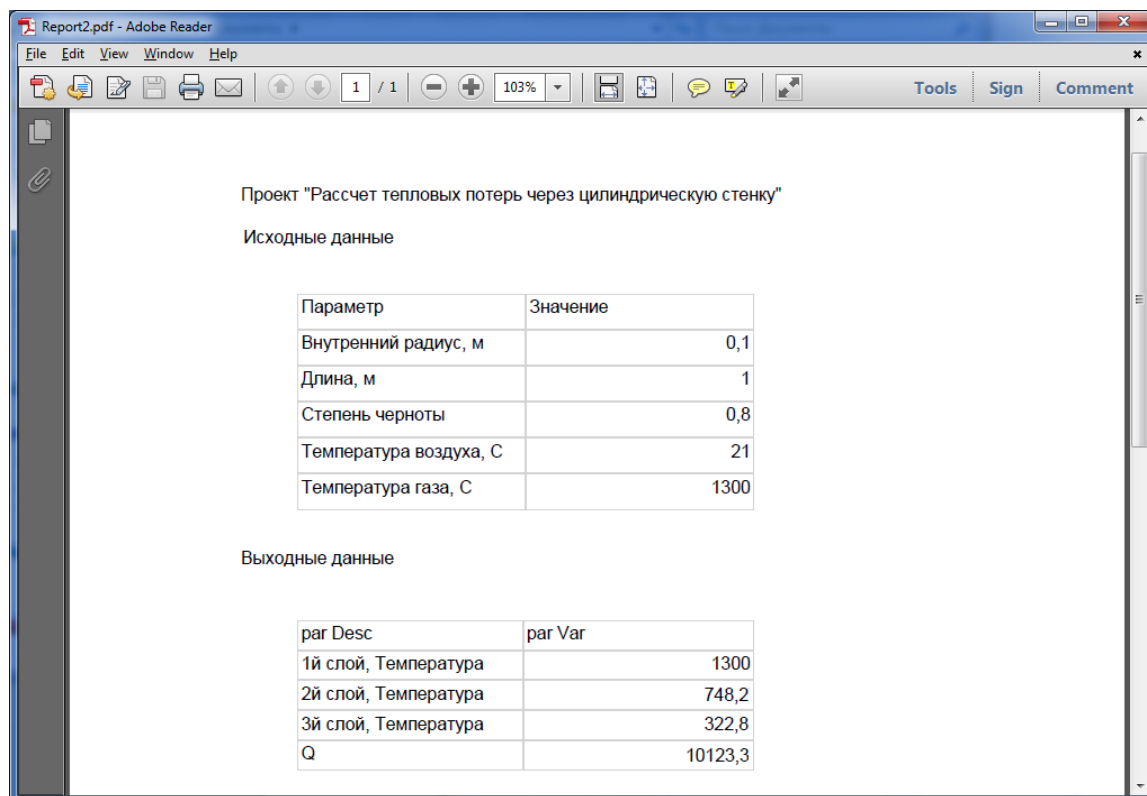 Report2.pdf - Adobe Reader
File Edit View Window Help
1 / 1 103% Tools Sign Comment
Проект "Рассчет тепловых потерь через цилиндрическую стенку"
Исходные данные
Параметр Значение
Внутренний радиус, м 0,1
Длина, м 1
Степень черноты 0,8
Температура воздуха, С 21
Температура газа, С 1300
Выходные данные
par Desc par Var
1й слой, Температура 1300
2й слой, Температура 748,2
3й слой, Температура 322,8
Q 10123,3